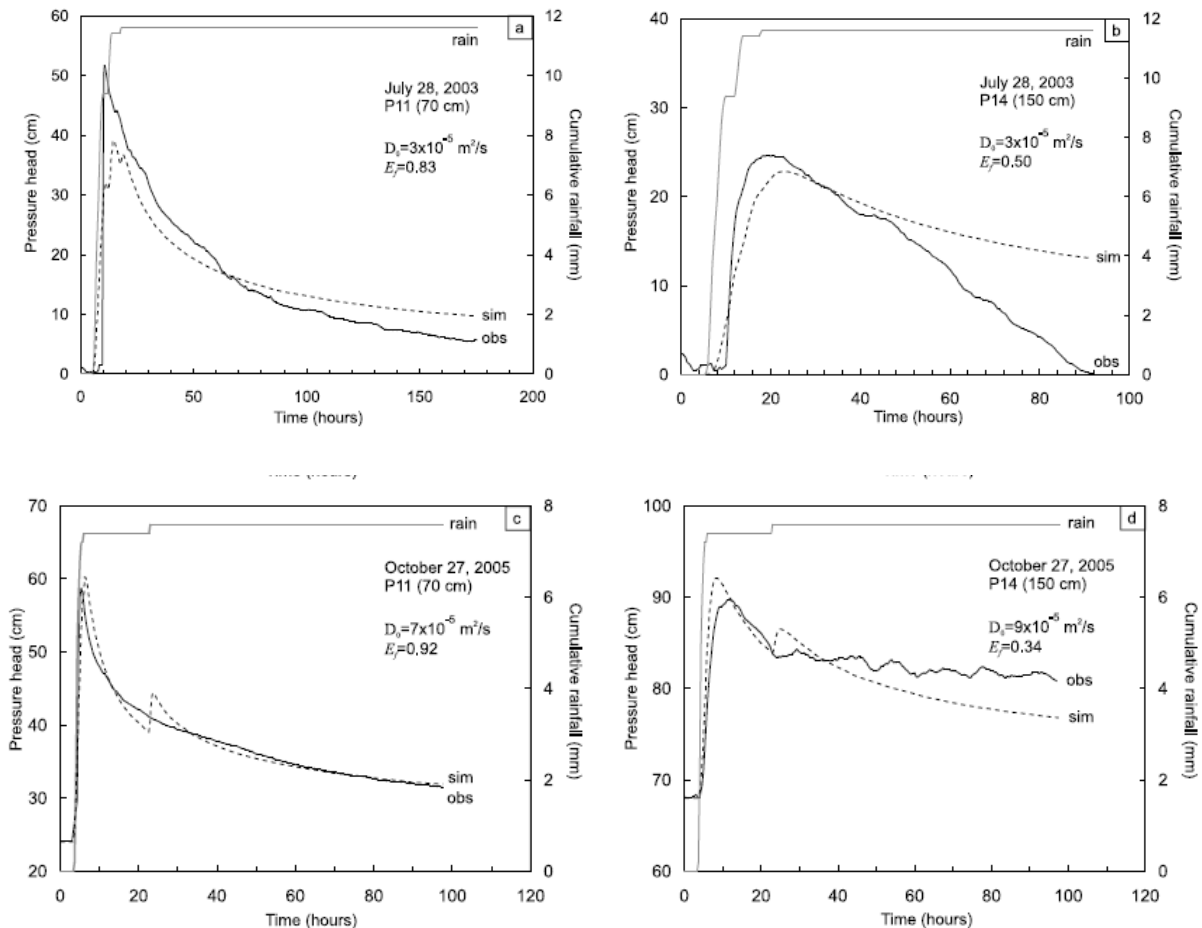 a
rain
July 28, 2003
P11 (70 cm)
D₀=3x10⁻⁵ m²/s
E_f=0.83
sim
obs
Pressure head (cm)
60
50
40
30
20
10
0
Cumulative rainfall (mm)
12
10
8
6
4
2
0
0 50 100 150 200
Time (hours)
b
rain
July 28, 2003
P14 (150 cm)
D₀=3x10⁻⁵ m²/s
E_f=0.50
sim
obs
Pressure head (cm)
40
30
20
10
0
Cumulative rainfall (mm)
12
10
8
6
4
2
0
0 20 40 60 80 100
Time (hours)
c
rain
October 27, 2005
P11 (70 cm)
D₀=7x10⁻⁵ m²/s
E_f=0.92
sim
obs
Pressure head (cm)
70
60
50
40
30
20
Cumulative rainfall (mm)
8
6
4
2
0
0 20 40 60 80 100 120
Time (hours)
d
rain
October 27, 2005
P14 (150 cm)
D₀=9x10⁻⁵ m²/s
E_f=0.34
obs
sim
Pressure head (cm)
100
90
80
70
60
Cumulative rainfall (mm)
8
6
4
2
0
0 20 40 60 80 100 120
Time (hours)